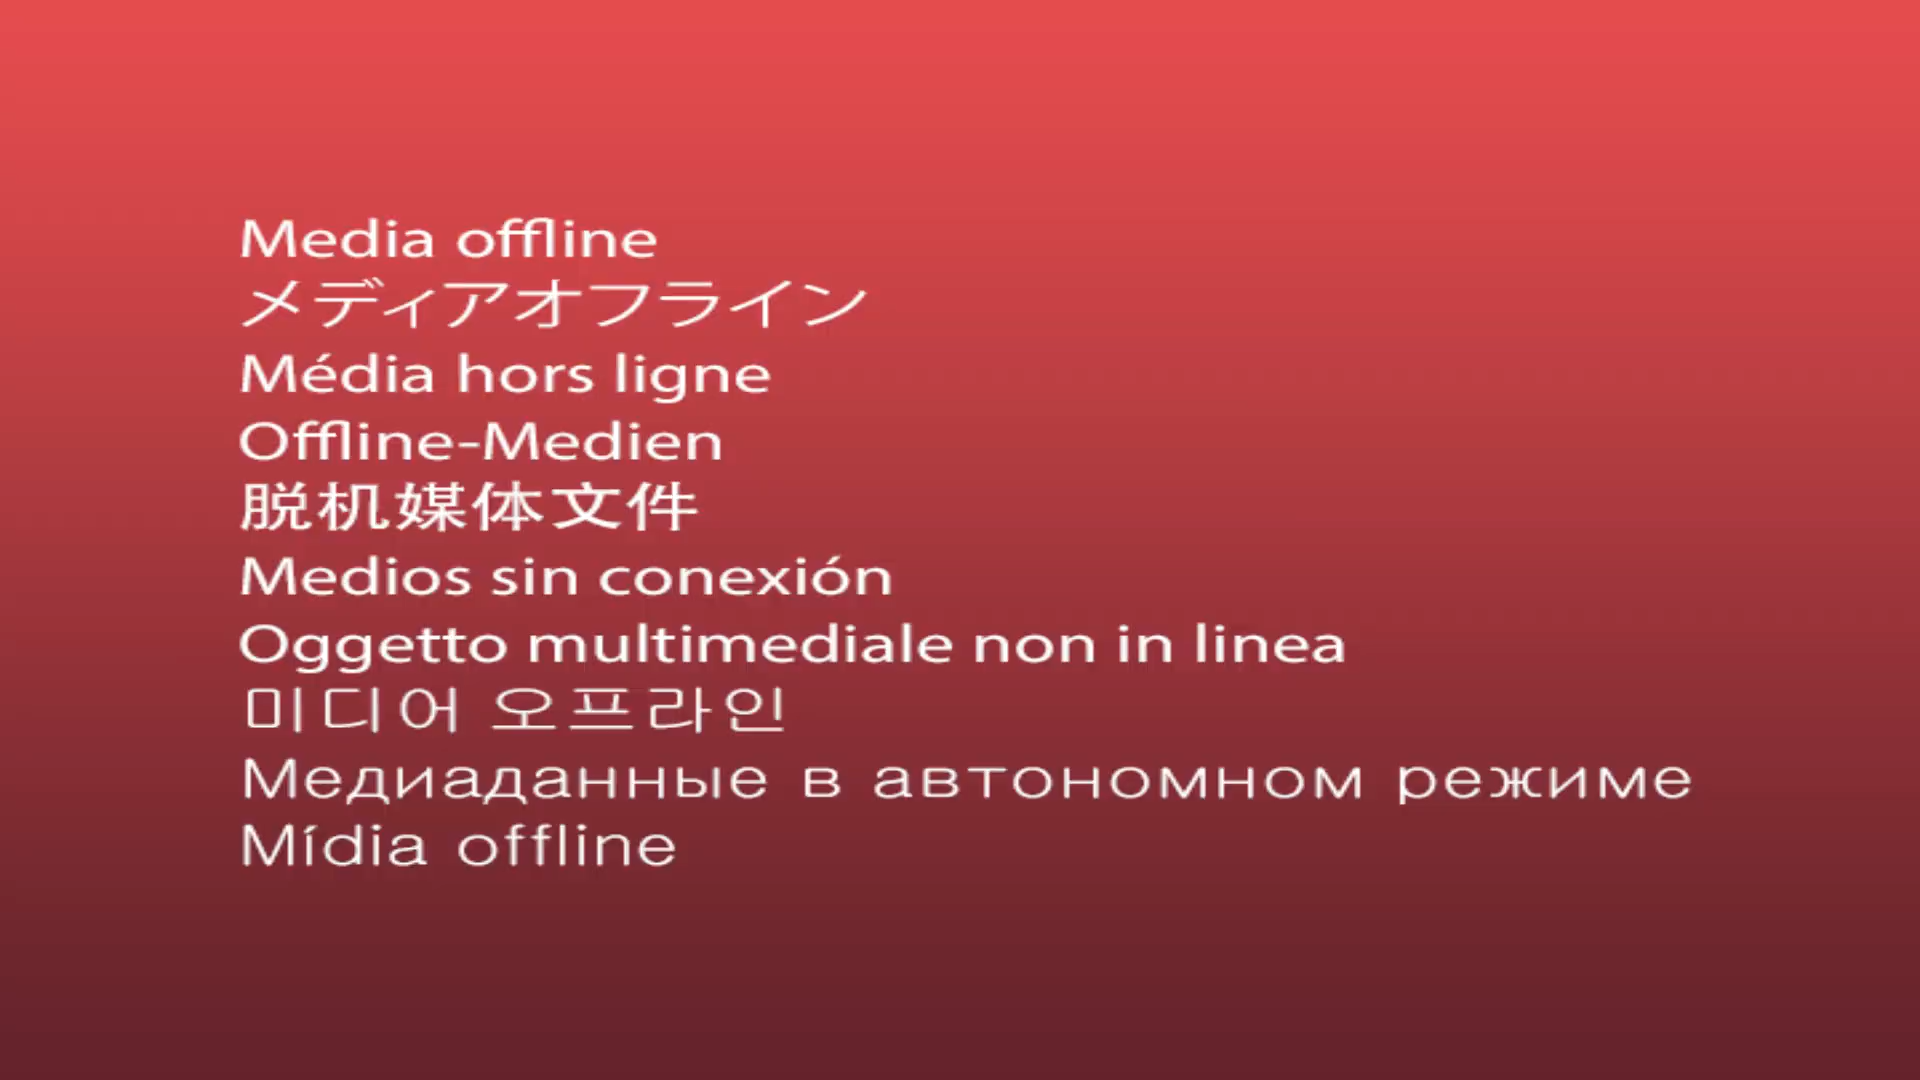 Media offline
メディアオフライン
Média hors ligne
Offline-Medien
脱机媒体文件
Medios sin conexión
Oggetto multimediale non in linea
미디어 오프라인
Медиаданные в автономном режиме
Mídia offline